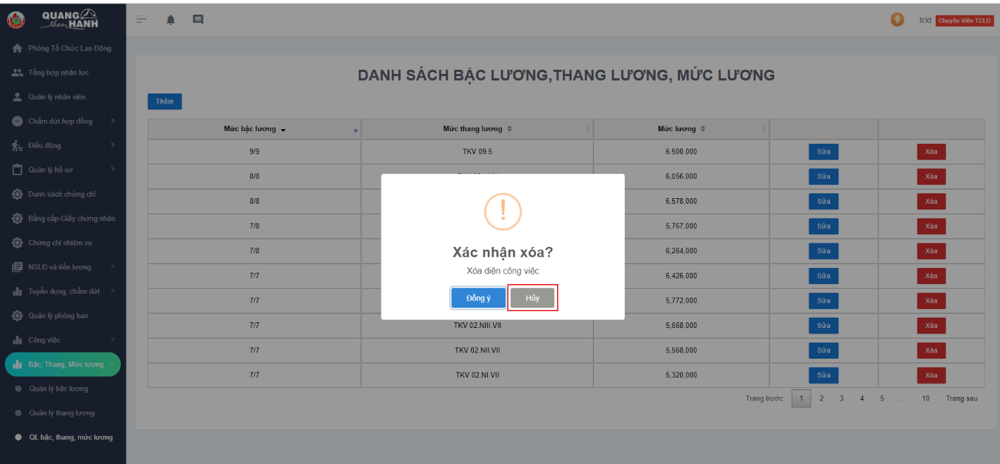 QUANG
than HANH
tcld Chuyên Viên TCLD
Phòng Tổ Chức Lao Động
Tổng hợp nhân lực
Quản lý nhân viên
Chấm dứt hợp đồng
Điều động
Quản lý hồ sơ
Danh sách chứng chỉ
Bằng cấp-Giấy chứng nhận
Chứng chỉ nhiệm vụ
NSLĐ và tiền lương
Tuyển dụng, chấm dứt
Quản lý phòng ban
Công việc
Bậc, Thang, Mức lương
Quản lý bậc lương
Quản lý thang lương
QL bậc, thang, mức lương
DANH SÁCH BẬC LƯƠNG,THANG LƯƠNG, MỨC LƯƠNG
Thêm
Mức bậc lương Mức thang lương Mức lương
9/9 TKV 09.5 6.500.000 Sửa Xóa
8/8 6,056,000 Sửa Xóa
8/8 6,578,000 Sửa Xóa
7/8 5,767,000 Sửa Xóa
7/8 6,264,000 Sửa Xóa
7/7 6,426,000 Sửa Xóa
7/7 5,772,000 Sửa Xóa
7/7 TKV 02.NIII.VII 5,668,000 Sửa Xóa
7/7 TKV 02.NII.VII 5,568,000 Sửa Xóa
7/7 TKV 02.NI.VII 5,320,000 Sửa Xóa
Xác nhận xóa?
Xóa diện công việc
Đồng ý Hủy
Trang trước 1 2 3 4 5 ... 10 Trang sau